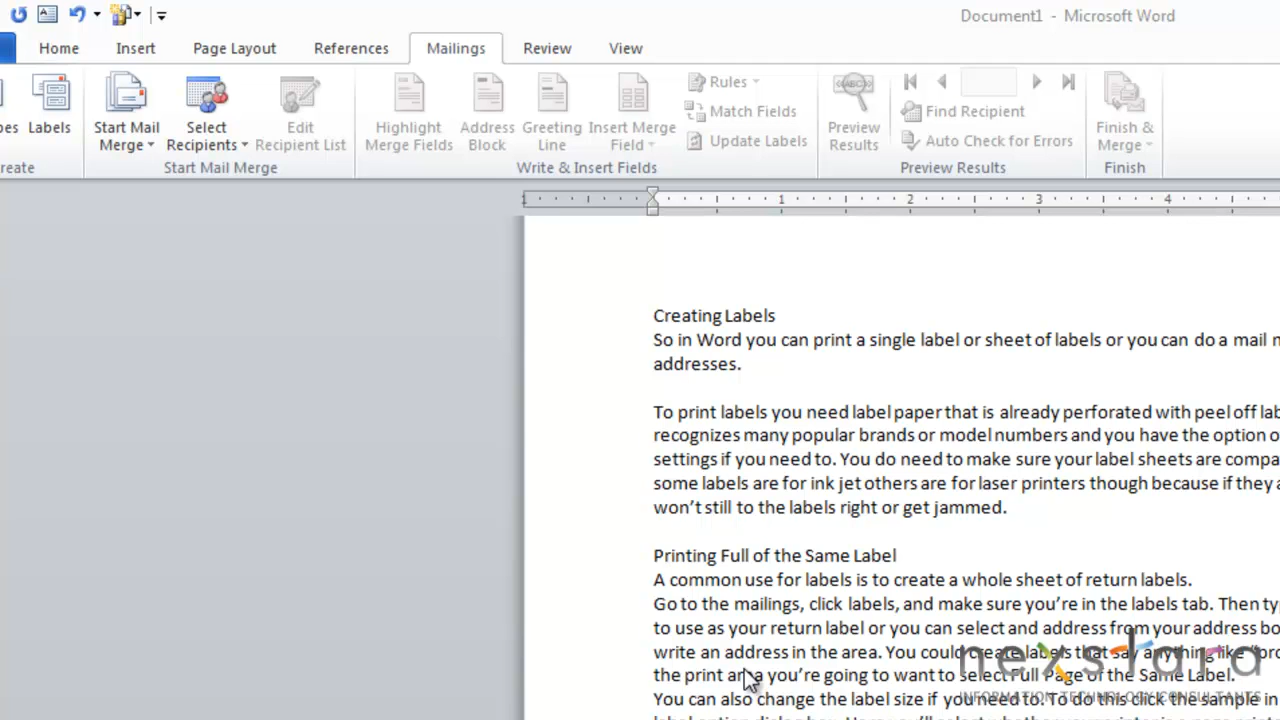 Document1 - Microsoft Word
Home Insert Page Layout References Mailings Review View
Labels
Start Mail Merge
Select Recipients
Edit Recipient List
Highlight Merge Fields
Address Block
Greeting Line
Insert Merge Field
Rules
Match Fields
Update Labels
ABC
Preview Results
Find Recipient
Auto Check for Errors
Finish & Merge
Start Mail Merge
Write & Insert Fields
Preview Results
Finish
1 1 2 3 4
Creating Labels
So in Word you can print a single label or sheet of labels or you can do a mail
addresses.
To print labels you need label paper that is already perforated with peel off
recognizes many popular brands or model numbers and you have the option
settings if you need to. You do need to make sure your label sheets are
some labels are for ink jet others are for laser printers though because if they
won't still to the labels right or get jammed.
Printing Full of the Same Label
A common use for labels is to create a whole sheet of return labels.
Go to the mailings, click labels, and make sure you're in the labels tab. Then
to use as your return label or you can select and address from your address
write an address in the area. You could create labels that say anything like
the print area you're going to want to select Full Page of the Same Label.
You can also change the label size if you need to. To do this click the sample in
nexstara
INFORMATION TECHNOLOGY CONSULTANTS